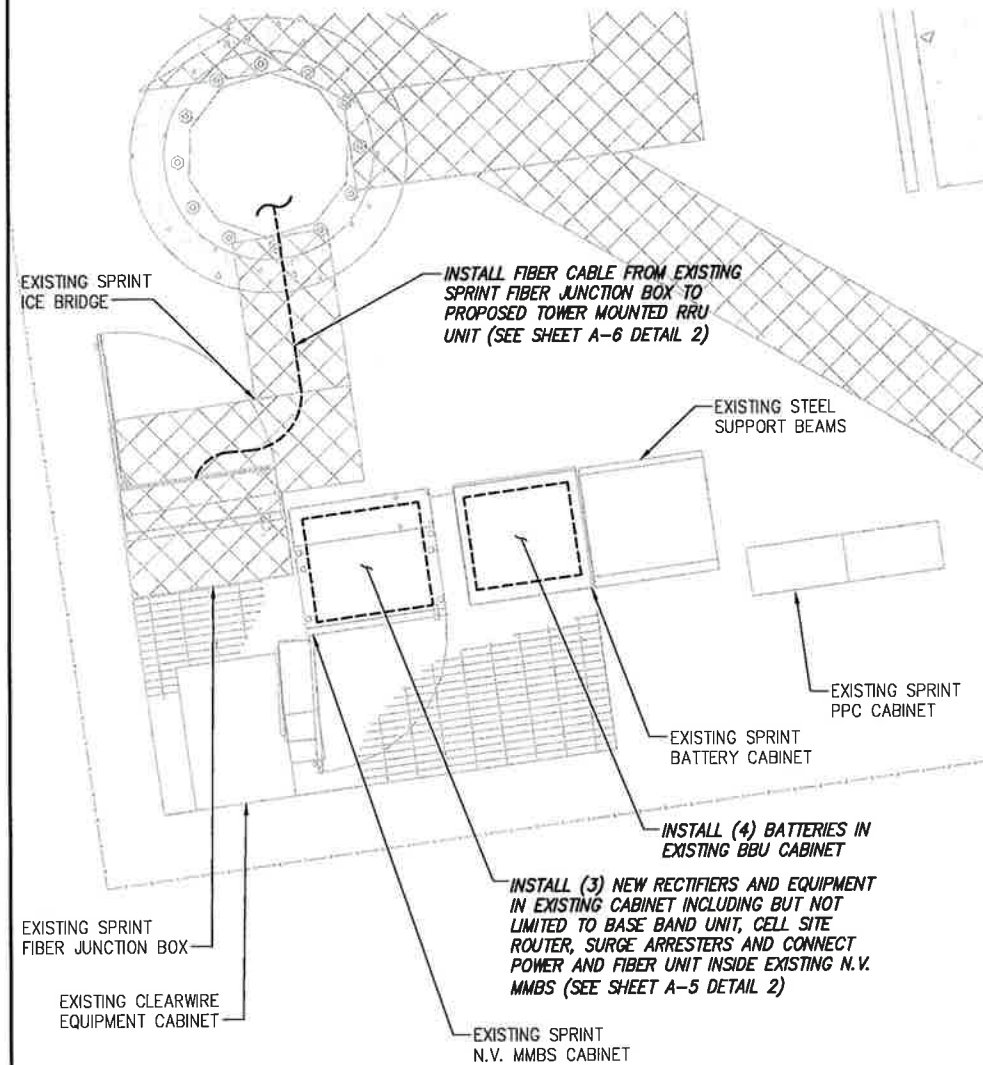 EXISTING SPRINT
ICE BRIDGE
INSTALL FIBER CABLE FROM EXISTING
SPRINT FIBER JUNCTION BOX TO
PROPOSED TOWER MOUNTED RRU
UNIT (SEE SHEET A-6 DETAIL 2)
EXISTING STEEL
SUPPORT BEAMS
EXISTING SPRINT
PPC CABINET
EXISTING SPRINT
BATTERY CABINET
INSTALL (4) BATTERIES IN
EXISTING BBU CABINET
INSTALL (3) NEW RECTIFIERS AND EQUIPMENT
IN EXISTING CABINET INCLUDING BUT NOT
LIMITED TO BASE BAND UNIT, CELL SITE
ROUTER, SURGE ARRESTERS AND CONNECT
POWER AND FIBER UNIT INSIDE EXISTING N.V.
MMBS (SEE SHEET A-5 DETAIL 2)
EXISTING SPRINT
FIBER JUNCTION BOX
EXISTING CLEARWIRE
EQUIPMENT CABINET
EXISTING SPRINT
N.V. MMBS CABINET